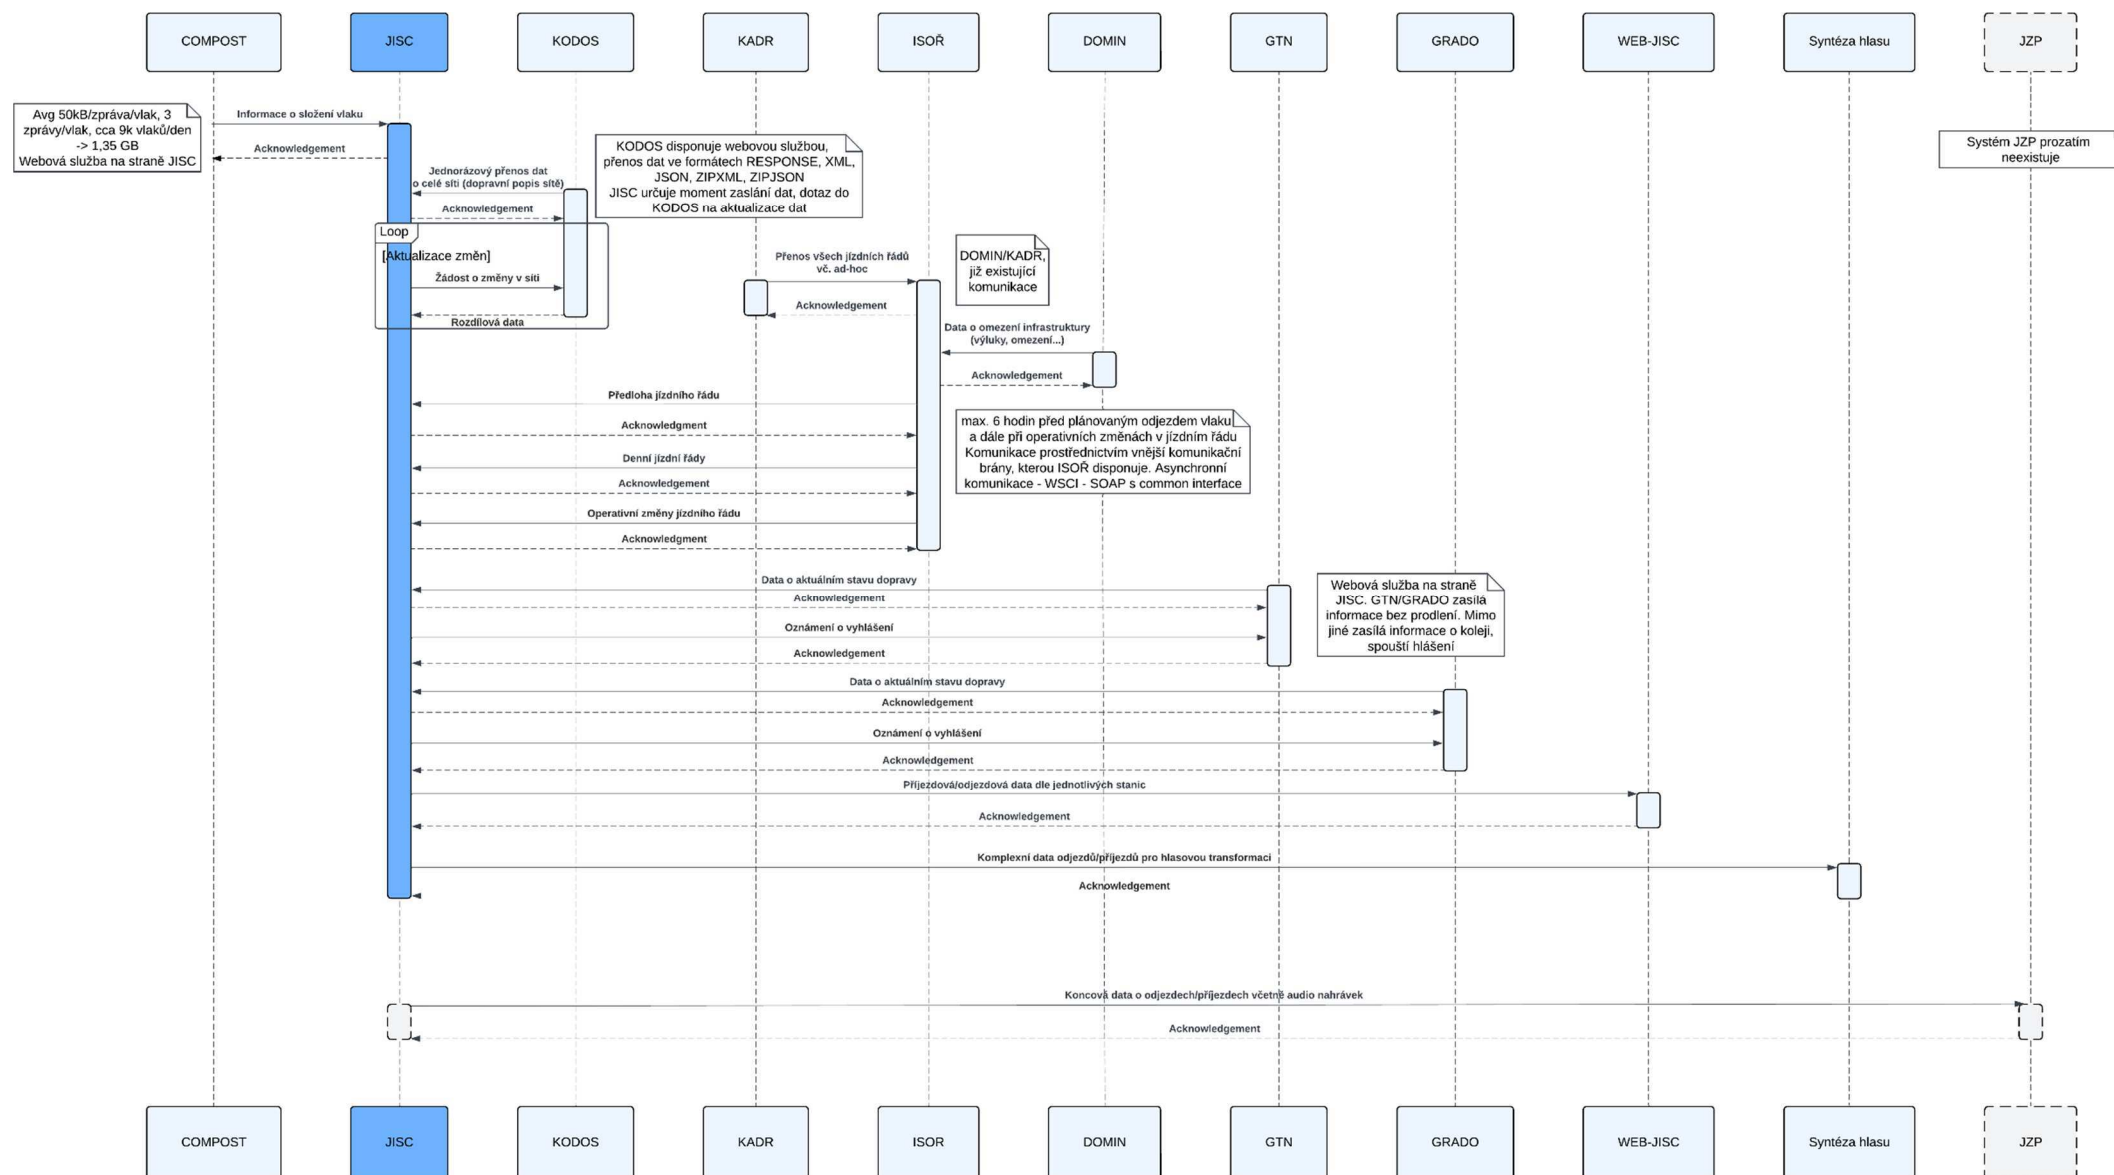 COMPOST
JISC
KODOS
KADR
ISOŘ
DOMIN
GTN
GRADO
WEB-JISC
Syntéza hlasu
JZP
Avg 50kB/zpráva/vlak, 3
zprávy/vlak, cca 9k vlaků/den
-> 1,35 GB
Webová služba na straně JISC
Informace o složení vlaku
Acknowledgement
KODOS disponuje webovou službou,
přenos dat ve formátech RESPONSE, XML,
JSON, ZIPXML, ZIPJSON
JISC určuje moment zaslání dat, dotaz do
KODOS na aktualizace dat
Systém JZP prozatím
neexistuje
Jednorázový přenos dat
o celé síti (dopravní popis sítě)
Acknowledgement
Loop
[Aktualizace změn]
Žádost o změny v síti
Rozdílová data
Přenos všech jízdních řádů
vč. ad-hoc
Acknowledgement
DOMIN/KADR,
již existující
komunikace
Data o omezení infrastruktury
(výluky, omezení...)
Acknowledgement
Předloha jízdního řádu
Acknowledgment
max. 6 hodin před plánovaným odjezdem vlaku
a dále při operativních změnách v jízdním řádu
Komunikace prostřednictvím vnější komunikační
brány, kterou ISOŘ disponuje. Asynchronní
komunikace - WSCI - SOAP s common interface
Denní jízdní řády
Acknowledgement
Operativní změny jízdního řádu
Acknowledgment
Data o aktuálním stavu dopravy
Acknowledgement
Oznámení o vyhlášení
Acknowledgement
Webová služba na straně
JISC. GTN/GRADO zasílá
informace bez prodlení. Mimo
jiné zasílá informace o koleji,
spouští hlášení
Data o aktuálním stavu dopravy
Acknowledgement
Oznámení o vyhlášení
Acknowledgement
Příjezdová/odjezdová data dle jednotlivých stanic
Acknowledgement
Komplexní data odjezdů/příjezdů pro hlasovou transformaci
Acknowledgement
Koncová data o odjezdech/příjezdech včetně audio nahrávek
Acknowledgement
COMPOST
JISC
KODOS
KADR
ISOR
DOMIN
GTN
GRADO
WEB-JISC
Syntéza hlasu
JZP